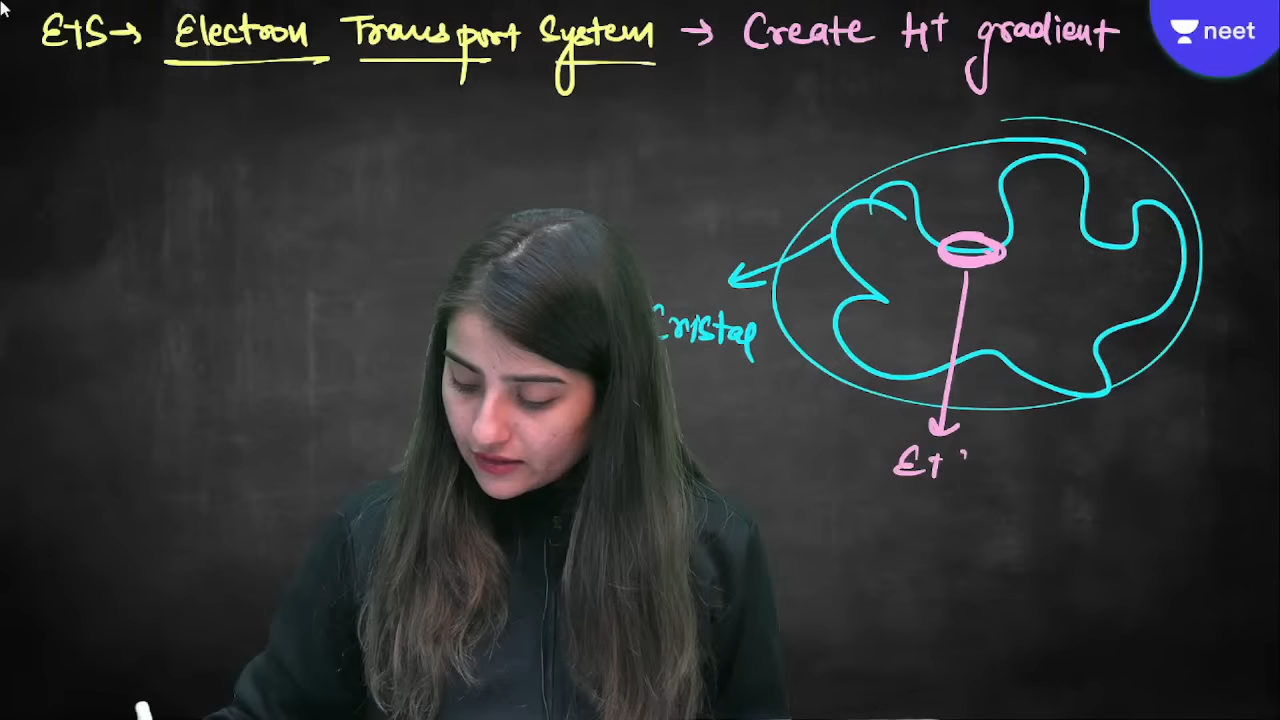 ETS → Electron Transport System → Create H⁺ gradient
neet
Cristae
Et